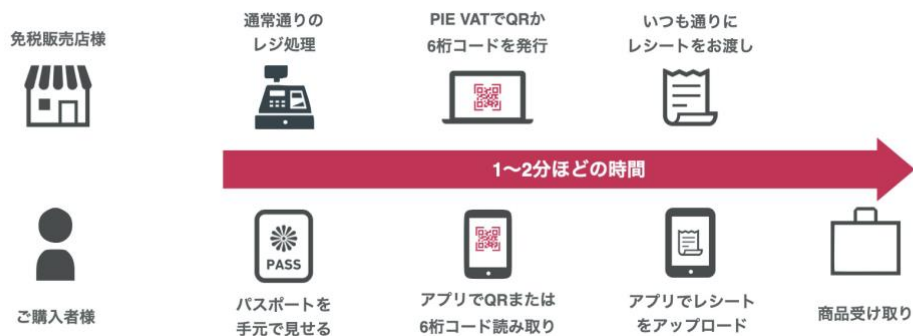 免税販売店様
通常通りの
レジ処理
PIE VATでQRか
6桁コードを発行
いつも通りに
レシートをお渡し
1〜2分ほどの時間
PASS
ご購入者様
パスポートを
手元で見せる
アプリでQRまたは
6桁コード読み取り
アプリでレシート
をアップロード
商品受け取り